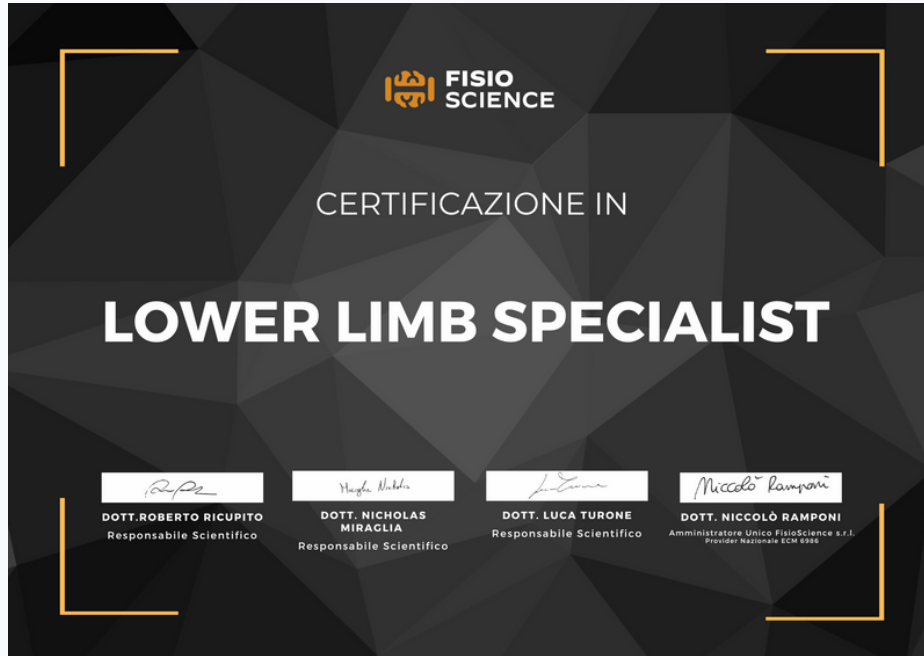 FISIO
SCIENCE
CERTIFICAZIONE IN
LOWER LIMB SPECIALIST
DOTT.ROBERTO RICUPITO
Responsabile Scientifico
DOTT. NICHOLAS
MIRAGLIA
Responsabile Scientifico
DOTT. LUCA TURONE
Responsabile Scientifico
Niccolò Ramponi
DOTT. NICCOLÒ RAMPONI
Amministratore Unico FisioScience s.r.l.
Provider Nazionale ECM 6986